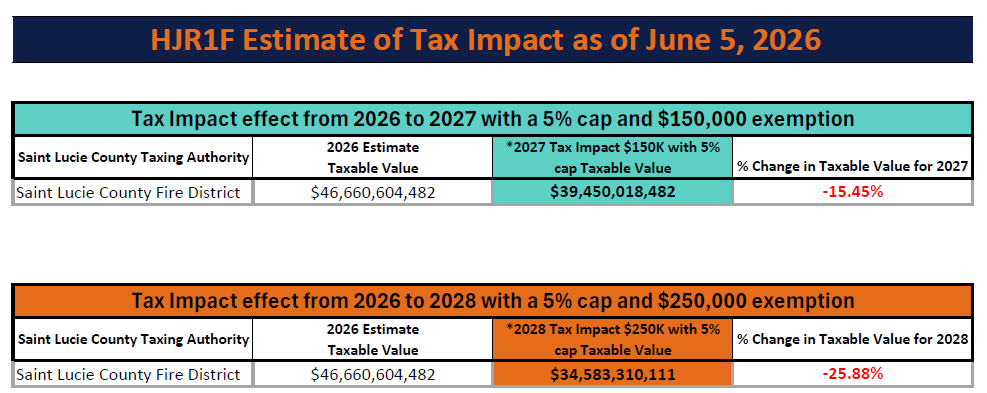 HJR1F Estimate of Tax Impact as of June 5, 2026
Tax Impact effect from 2026 to 2027 with a 5% cap and $150,000 exemption
Saint Lucie County Taxing Authority
2026 Estimate
Taxable Value
*2027 Tax Impact $150K with 5%
cap Taxable Value
% Change in Taxable Value for 2027
Saint Lucie County Fire District
$46,660,604,482
$39,450,018,482
-15.45%
Tax Impact effect from 2026 to 2028 with a 5% cap and $250,000 exemption
Saint Lucie County Taxing Authority
2026 Estimate
Taxable Value
*2028 Tax Impact $250K with 5%
cap Taxable Value
% Change in Taxable Value for 2028
Saint Lucie County Fire District
$46,660,604,482
$34,583,310,111
-25.88%